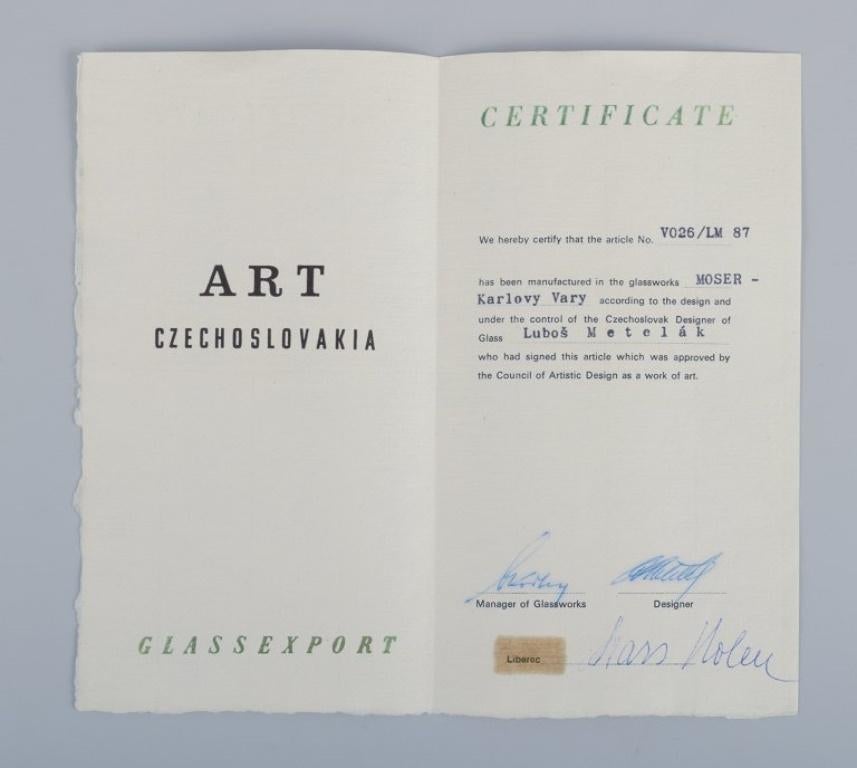 ART
CZECHOSLOVAKIA
GLASSEXPORT
CERTIFICATE
We hereby certify that the article No. V026/LM 87
has been manufactured in the glassworks MOSER -
Karlovy Vary according to the design and
under the control of the Czechoslovak Designer of
Glass Luboš Metelák
who had signed this article which was approved by
the Council of Artistic Design as a work of art.
Manager of Glassworks Designer
Liberec